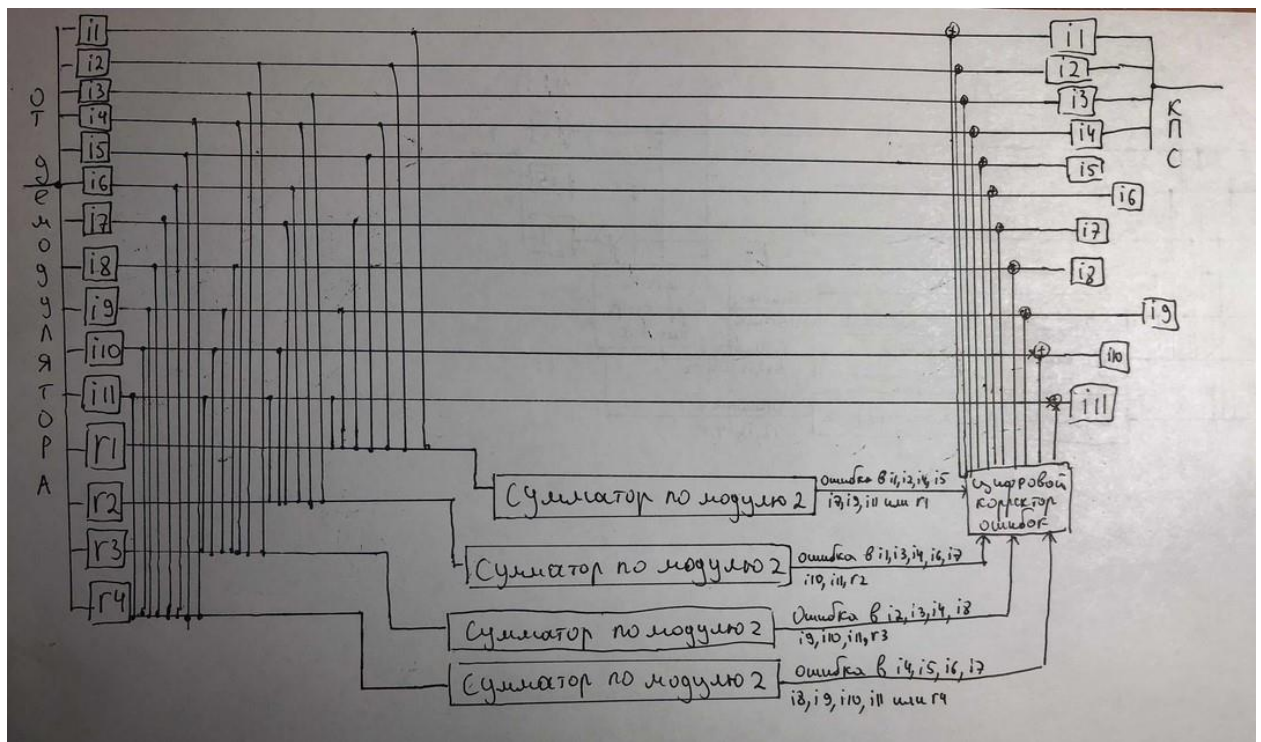 от демодулятора
i1
i2
i3
i4
i5
i6
i7
i8
i9
i10
i11
r1
r2
r3
r4
i1
i2
i3
i4
i5
i6
i7
i8
i9
i10
i11
КПС
Сумматор по модулю 2
ошибка в i1, i2, i4, i5
i7, i9, i11 или r1
Сумматор по модулю 2
ошибка в i1, i3, i4, i6, i7
i10, i11, r2
Сумматор по модулю 2
Ошибка в i2, i3, i4, i8
i9, i10, i11, r3
Сумматор по модулю 2
ошибка в i4, i5, i6, i7
i8, i9, i10, i11 или r4
цифровой
корректор
ошибок